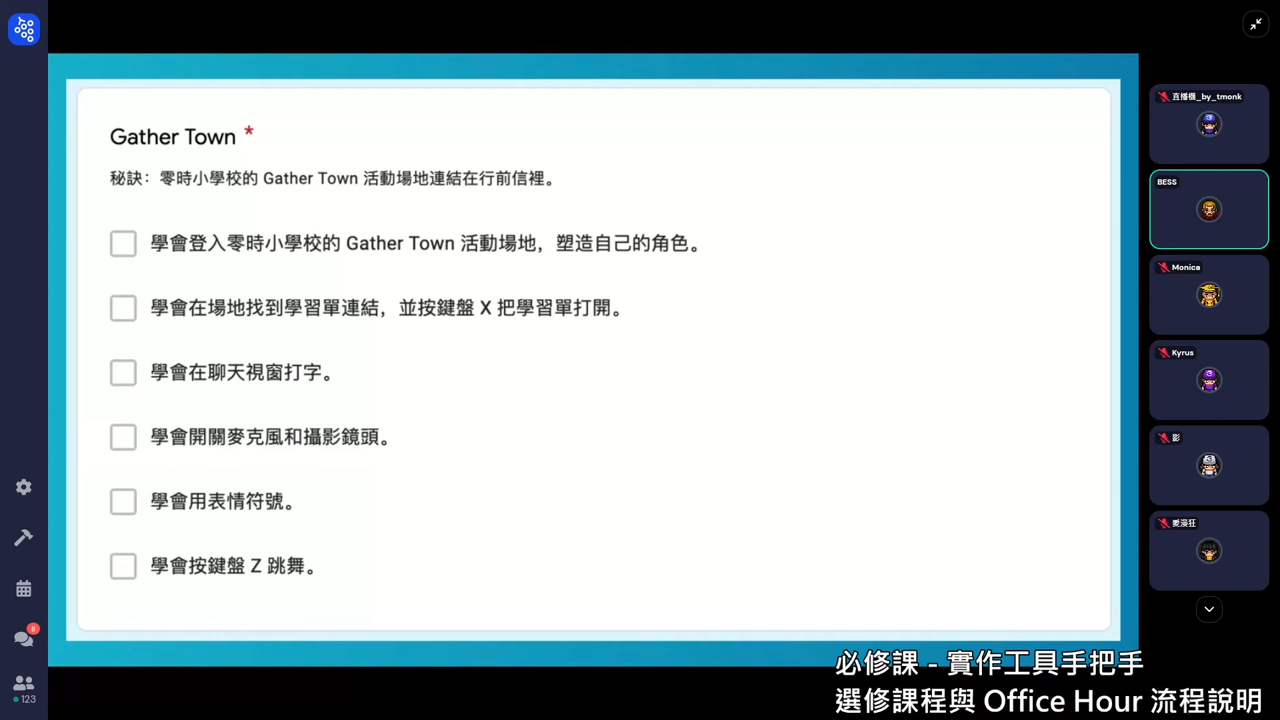 Gather Town *
秘訣：零時小學校的 Gather Town 活動場地連結在行前信裡。
學會登入零時小學校的 Gather Town 活動場地，塑造自己的角色。
學會在場地找到學習單連結，並按鍵盤 X 把學習單打開。
學會在聊天視窗打字。
學會開關麥克風和攝影鏡頭。
學會用表情符號。
學會按鍵盤 Z 跳舞。
直播機_by_tmonk
BESS
Monica
Kyrus
影
愛漫狂
8
123
必修課 - 實作工具手把手
選修課程與 Office Hour 流程說明